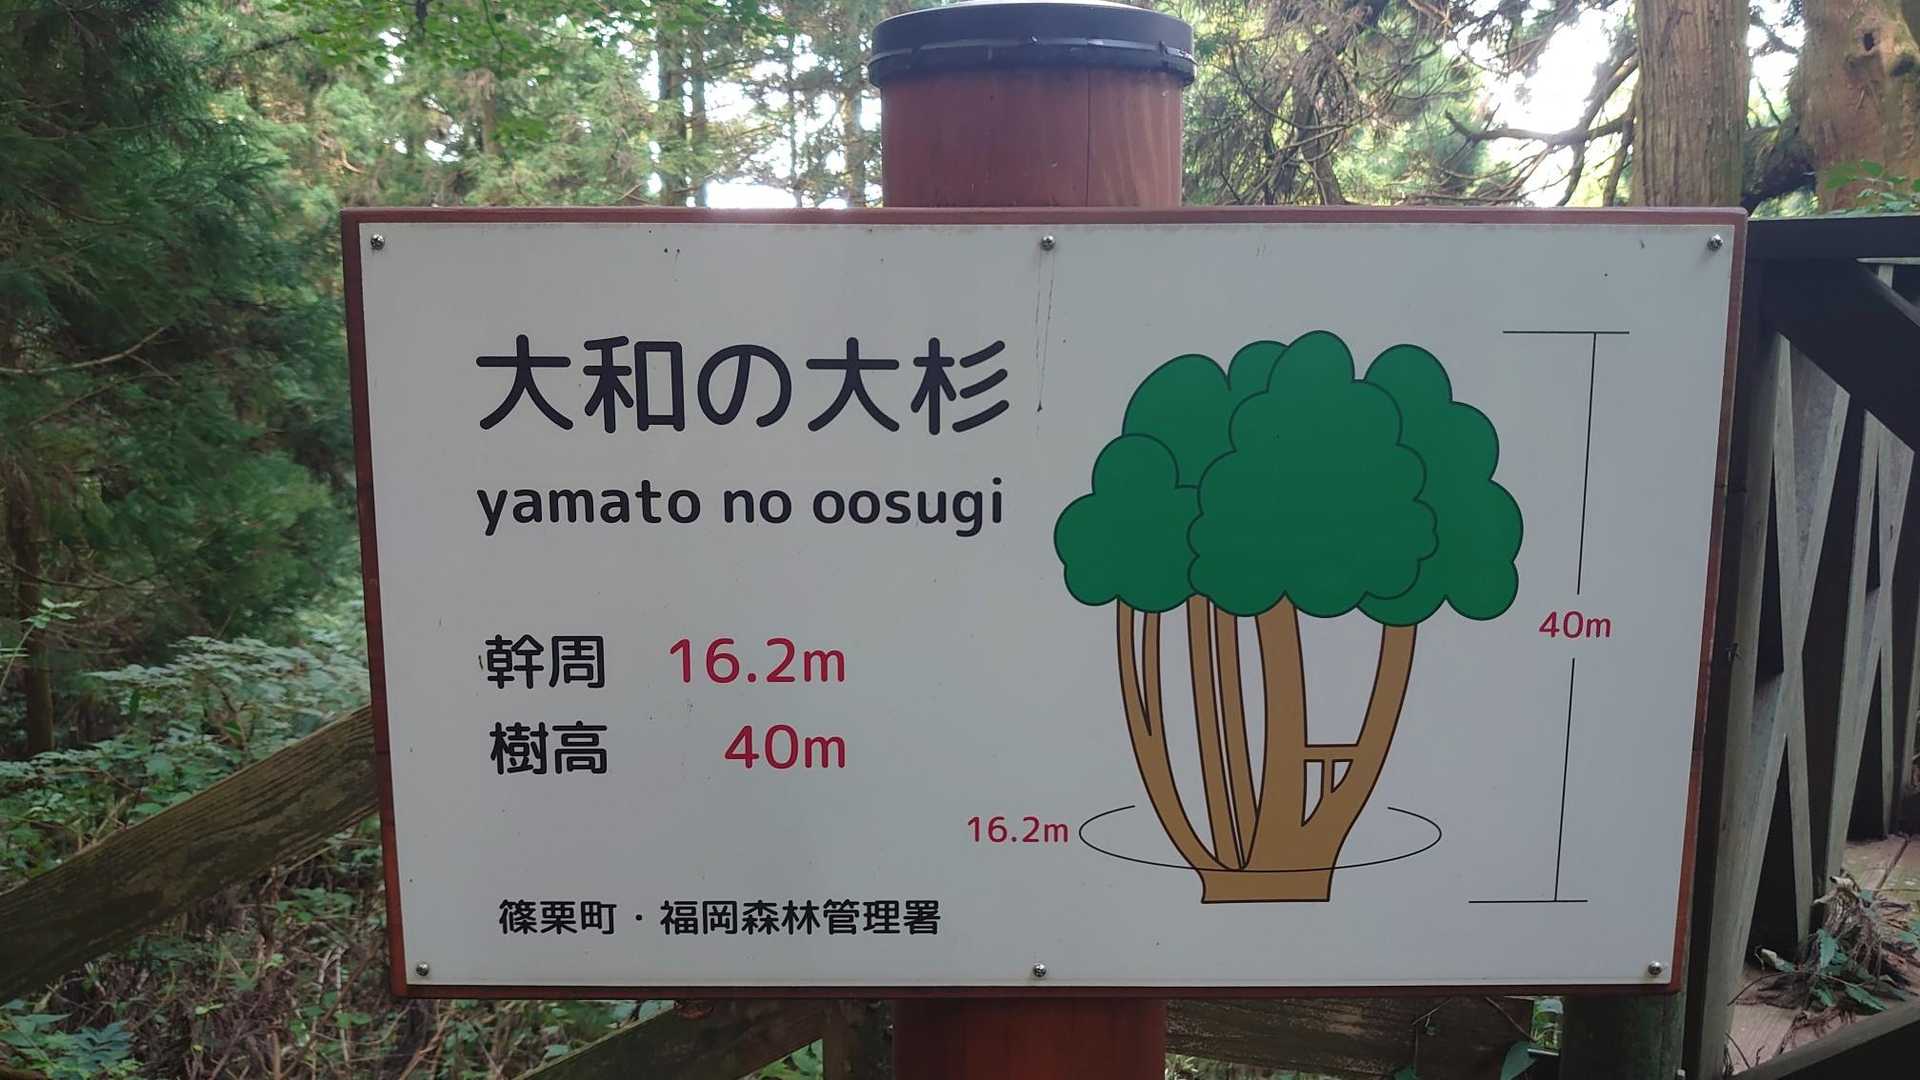 大和の大杉
yamato no oosugi
幹周 16.2m
樹高 40m
篠栗町・福岡森林管理署
40m
16.2m